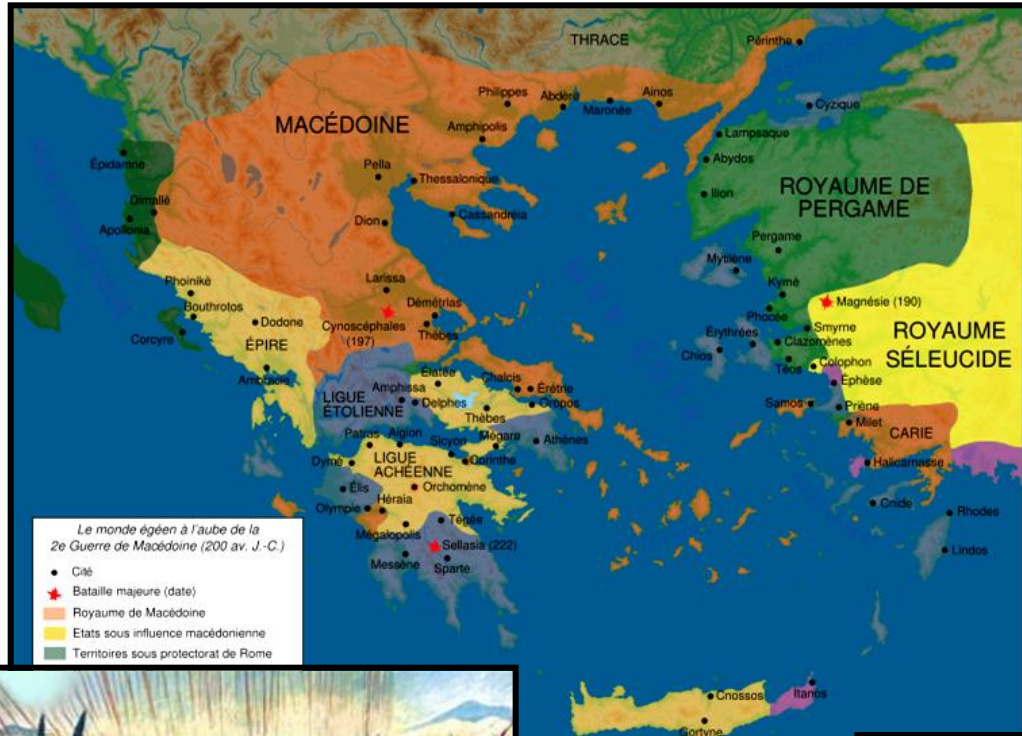 THRACE
Périnthe
Philippes
Abdère
Maronée
Ainos
Cyzique
MACÉDOINE
Amphipolis
Lampsaque
Épidamne
Pella
Thessalonique
Abydos
Dimallé
Ilion
ROYAUME DE
PERGAME
Apollonia
Dion
Cassandréia
Pergame
Mytilène
Phoiniké
Larissa
Kymé
Bouthrotos
Démétrias
Magnésie (190)
Dodone
Cynoscéphales
(197)
Thèbes
Phocée
Smyrne
Corcyre
ÉPIRE
Érythrées
Clazomènes
ROYAUME
SÉLEUCIDE
Chios
Téos
Colophon
Ambracie
Élatée
Chalcis
Érétrie
Éphèse
LIGUE
ÉTOLIENNE
Amphissa
Delphes
Oropos
Samos
Priène
Thèbes
Milet
CARIE
Patras
Aigion
Sicyon
Mégare
Athènes
Dymé
LIGUE
ACHÉENNE
Corinthe
Halicarnasse
Élis
Orchomène
Olympie
Héraia
Cnide
Rhodes
Mégalopolis
Tégée
Sellasia (222)
Lindos
Messène
Sparte
Le monde égéen à l'aube de la
2e Guerre de Macédoine (200 av. J.-C.)
Cité
Bataille majeure (date)
Royaume de Macédoine
Etats sous influence macédonienne
Territoires sous protectorat de Rome
Cnossos
Itanos
Gortyne